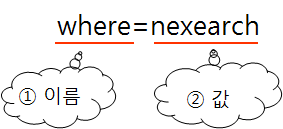 where=nexearch
① 이름
② 값